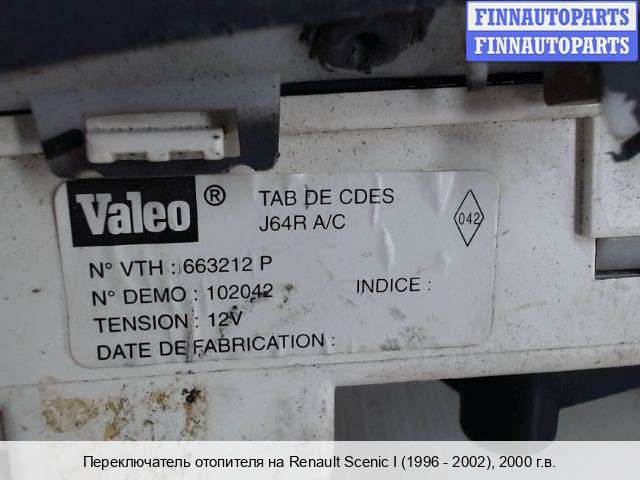 FINNAUTOPARTS
FINNAUTOPARTS
Valeo ®
TAB DE CDES
J64R A/C
042
N° VTH : 663212 P
N° DEMO : 102042
INDICE :
TENSION : 12V
DATE DE FABRICATION :
Переключатель отопителя на Renault Scenic I (1996 - 2002), 2000 г.в.